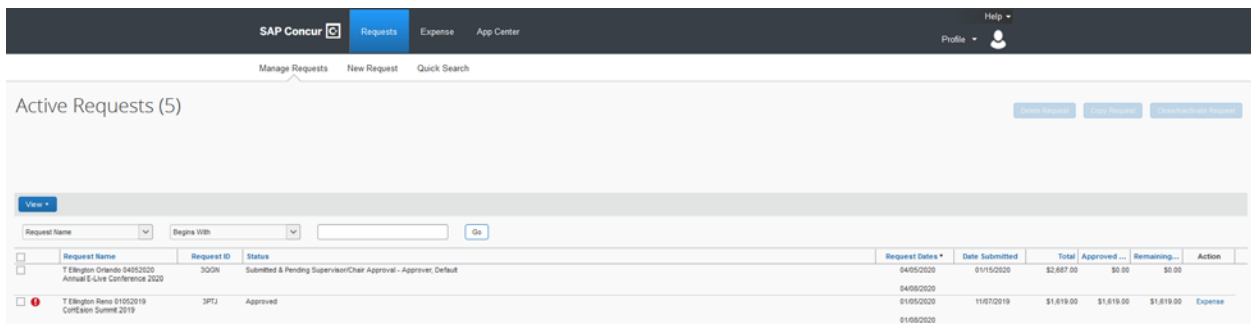 Help
SAP Concur C Requests Expense App Center
Profile
Manage Requests New Request Quick Search
Active Requests (5)
Delete Request Copy Request Close/Inactivate Request
View
Request Name Begins With Go
Request Name Request ID Status Request Dates Date Submitted Total Approved ... Remaining... Action
T Ellington Orlando 04052020 3QGN Submitted & Pending Supervisor/Chair Approval - Approver, Default 04/05/2020 01/15/2020 $2,687.00 $0.00 $0.00
Annual E-Live Conference 2020
04/08/2020
T Ellington Reno 01052019 3PTJ Approved 01/05/2020 11/07/2019 $1,619.00 $1,619.00 $1,619.00 Expense
CoHEsion Summit 2019
01/08/2020